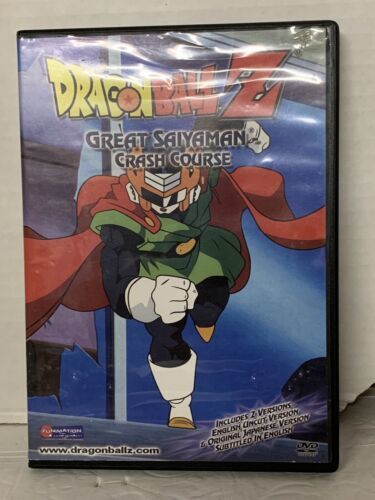 DRAGON BALL Z
GREAT SAIYAMAN
CRASH COURSE
INCLUDES 2 VERSIONS
ENGLISH UNCUT VERSION,
& ORIGINAL JAPANESE VERSION
SUBTITLED IN ENGLISH
FUNIMATION
www.dragonballz.com
DVD